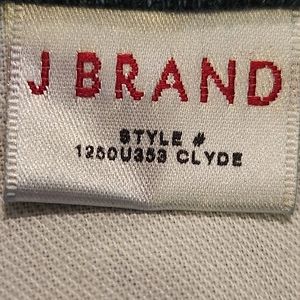 J BRAND
STYLE #
1250U353 CLYDE